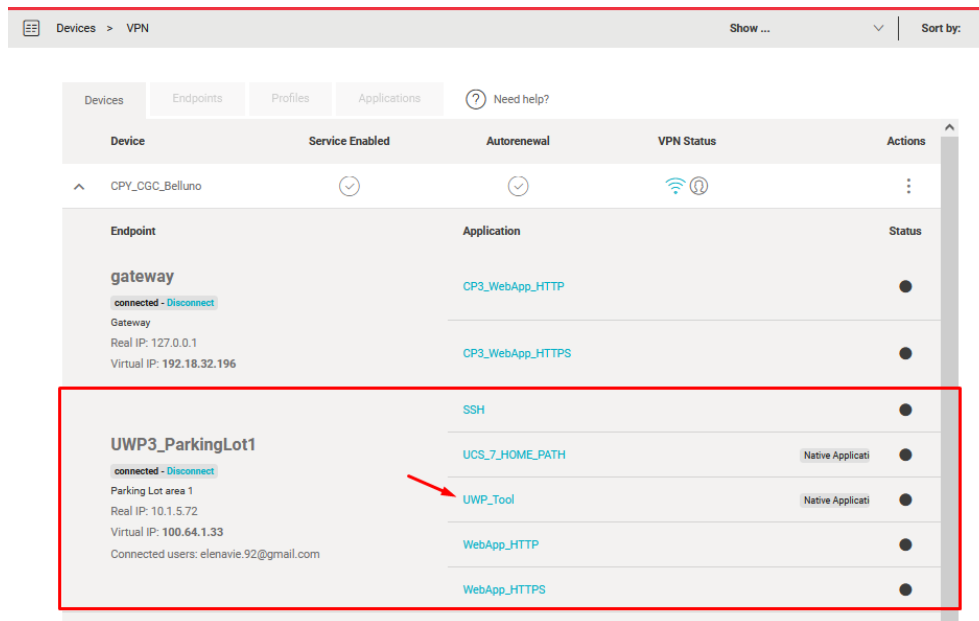 Devices > VPN Show ... Sort by:
Devices Endpoints Profiles Applications ? Need help?
Device Service Enabled Autorenewal VPN Status Actions
CPY_CGC_Belluno
Endpoint Application Status
gateway
connected - Disconnect
Gateway
Real IP: 127.0.0.1
Virtual IP: 192.18.32.196
CP3_WebApp_HTTP
CP3_WebApp_HTTPS
UWP3_ParkingLot1
connected - Disconnect
Parking Lot area 1
Real IP: 10.1.5.72
Virtual IP: 100.64.1.33
Connected users: elenavie.92@gmail.com
SSH
UCS_7_HOME_PATH Native Applicati
UWP_Tool Native Applicati
WebApp_HTTP
WebApp_HTTPS